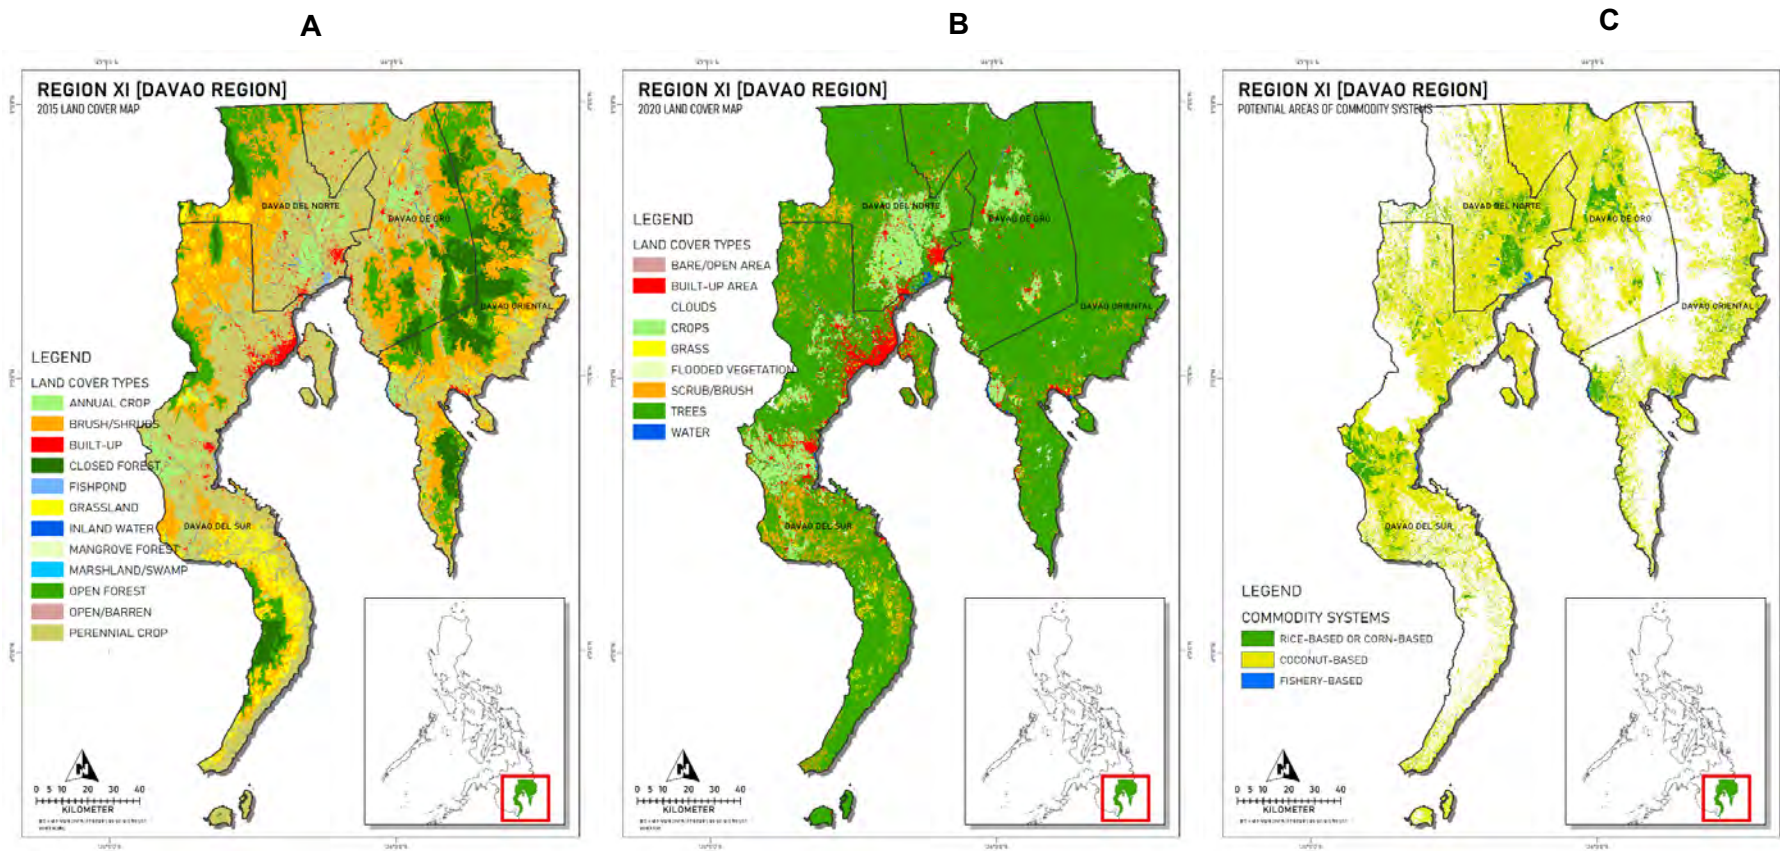 A
B
C
REGION XI [DAVAO REGION]
2015 LAND COVER MAP
DAVAO DEL NORTE
DAVAO DE ORO
DAVAO ORIENTAL
DAVAO DEL SUR
LEGEND
LAND COVER TYPES
ANNUAL CROP
BRUSH/SHRUBS
BUILT-UP
CLOSED FOREST
FISHPOND
GRASSLAND
INLAND WATER
MANGROVE FOREST
MARSHLAND/SWAMP
OPEN FOREST
OPEN/BARREN
PERENNIAL CROP
N
0 5 10 20 30 40
KILOMETER
REGION XI [DAVAO REGION]
2020 LAND COVER MAP
DAVAO DEL NORTE
DAVAO DE ORO
DAVAO ORIENTAL
DAVAO DEL SUR
LEGEND
LAND COVER TYPES
BARE/OPEN AREA
BUILT-UP AREA
CLOUDS
CROPS
GRASS
FLOODED VEGETATION
SCRUB/BRUSH
TREES
WATER
N
0 5 10 20 30 40
KILOMETER
REGION XI [DAVAO REGION]
POTENTIAL AREAS OF COMMODITY SYSTEMS
DAVAO DEL NORTE
DAVAO DE ORO
DAVAO ORIENTAL
DAVAO DEL SUR
LEGEND
COMMODITY SYSTEMS
RICE-BASED OR CORN-BASED
COCONUT-BASED
FISHERY-BASED
N
0 5 10 20 30 40
KILOMETER